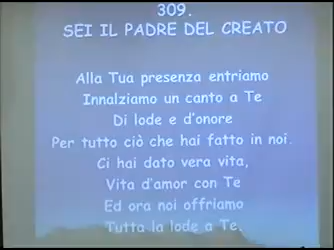 309.
SEI IL PADRE DEL CREATO
Alla Tua presenza entriamo
Innalziamo un canto a Te
Di lode e d'onore
Per tutto ciò che hai fatto in noi.
Ci hai dato vera vita,
Vita d'amor con Te
Ed ora noi offriamo
Tutta la lode a Te.